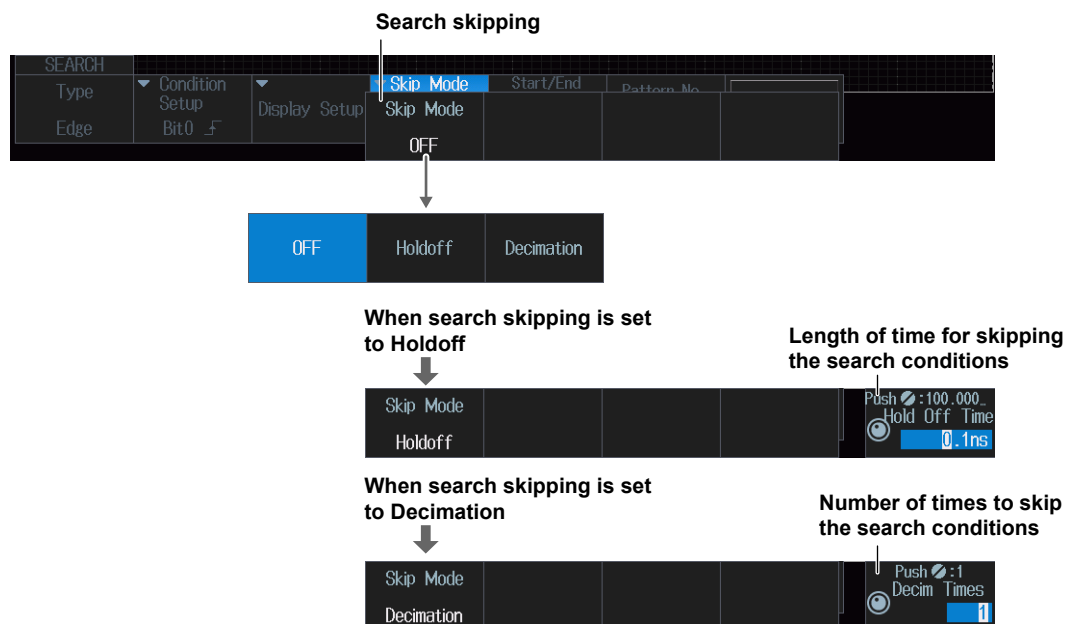 Search skipping
SEARCH
Type
Edge
Condition
Setup
Bit0
Display Setup
Skip Mode
Start/End
Pattern No.
Skip Mode
OFF
OFF Holdoff Decimation
When search skipping is set
to Holdoff
Length of time for skipping
the search conditions
Skip Mode
Holdoff
Push :100.000_
Hold Off Time
0.1ns
When search skipping is set
to Decimation
Number of times to skip
the search conditions
Skip Mode
Decimation
Push :1
Decim Times
1